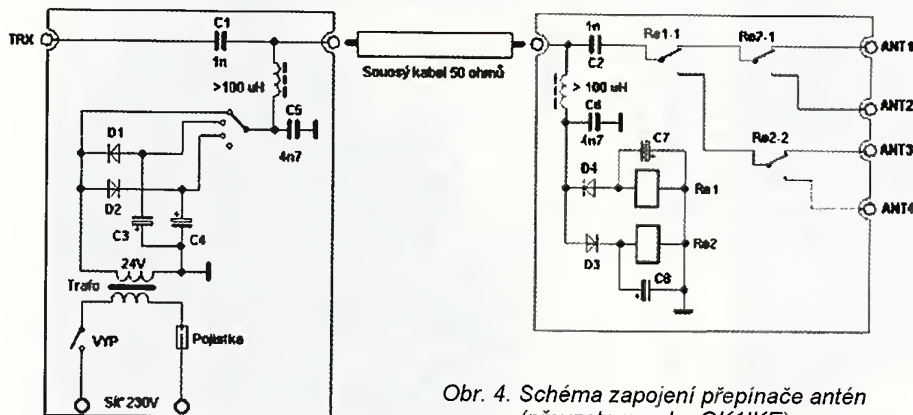 TRX
C1
1n
Souosý kabel 50 ohmů
>100 uH
C5
4n7
D1
D2
C3
C4
24V
Trafo
VYP
Pojistka
Síť 230V
1n
C2
Re1-1
Re2-1
ANT1
>100 uH
C6
4n7
C7
ANT2
Re2-2
ANT3
D4
Re1
ANT4
D3
Re2
C8
Obr. 4. Schéma zapojení přepínače antén